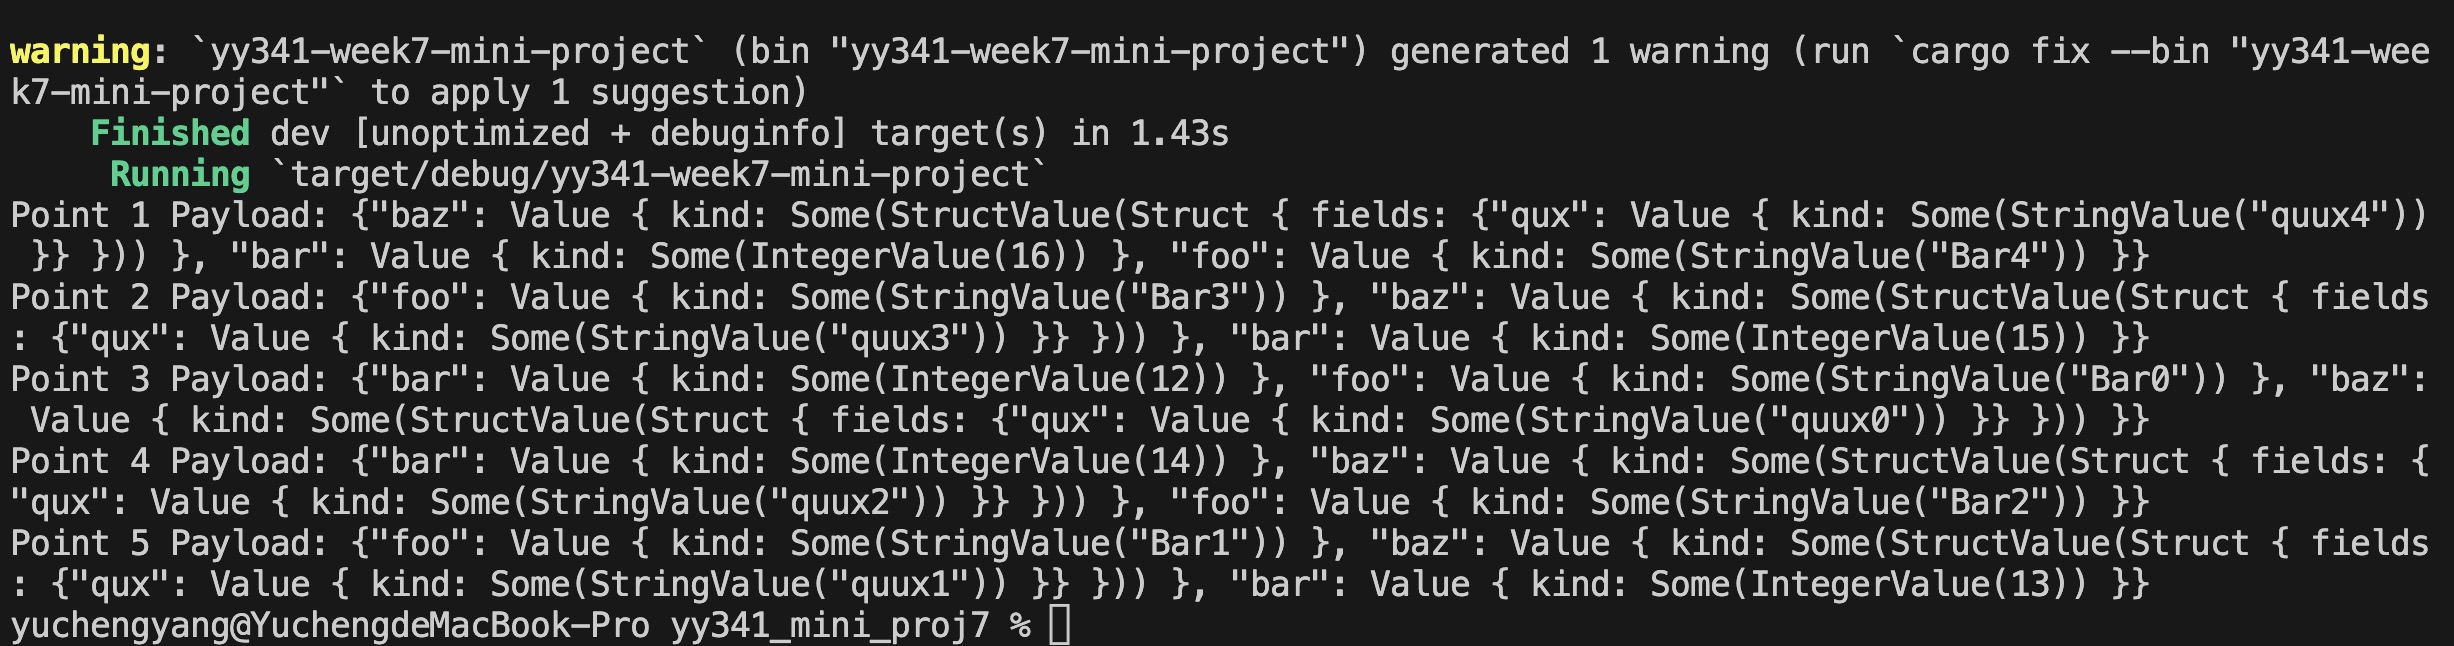 warning: `yy341-week7-mini-project` (bin "yy341-week7-mini-project") generated 1 warning (run `cargo fix --bin "yy341-wee
k7-mini-project"` to apply 1 suggestion)
    Finished dev [unoptimized + debuginfo] target(s) in 1.43s
     Running `target/debug/yy341-week7-mini-project`
Point 1 Payload: {"baz": Value { kind: Some(StructValue(Struct { fields: {"qux": Value { kind: Some(StringValue("quux4"))
 }} })) }, "bar": Value { kind: Some(IntegerValue(16)) }, "foo": Value { kind: Some(StringValue("Bar4")) }}
Point 2 Payload: {"foo": Value { kind: Some(StringValue("Bar3")) }, "baz": Value { kind: Some(StructValue(Struct { fields
: {"qux": Value { kind: Some(StringValue("quux3")) }} })) }, "bar": Value { kind: Some(IntegerValue(15)) }}
Point 3 Payload: {"bar": Value { kind: Some(IntegerValue(12)) }, "foo": Value { kind: Some(StringValue("Bar0")) }, "baz":
 Value { kind: Some(StructValue(Struct { fields: {"qux": Value { kind: Some(StringValue("quux0")) }} })) }}
Point 4 Payload: {"bar": Value { kind: Some(IntegerValue(14)) }, "baz": Value { kind: Some(StructValue(Struct { fields: {
"qux": Value { kind: Some(StringValue("quux2")) }} })) }, "foo": Value { kind: Some(StringValue("Bar2")) }}
Point 5 Payload: {"foo": Value { kind: Some(StringValue("Bar1")) }, "baz": Value { kind: Some(StructValue(Struct { fields
: {"qux": Value { kind: Some(StringValue("quux1")) }} })) }, "bar": Value { kind: Some(IntegerValue(13)) }}
yuchengyang@YuchengdeMacBook-Pro yy341_mini_proj7 %